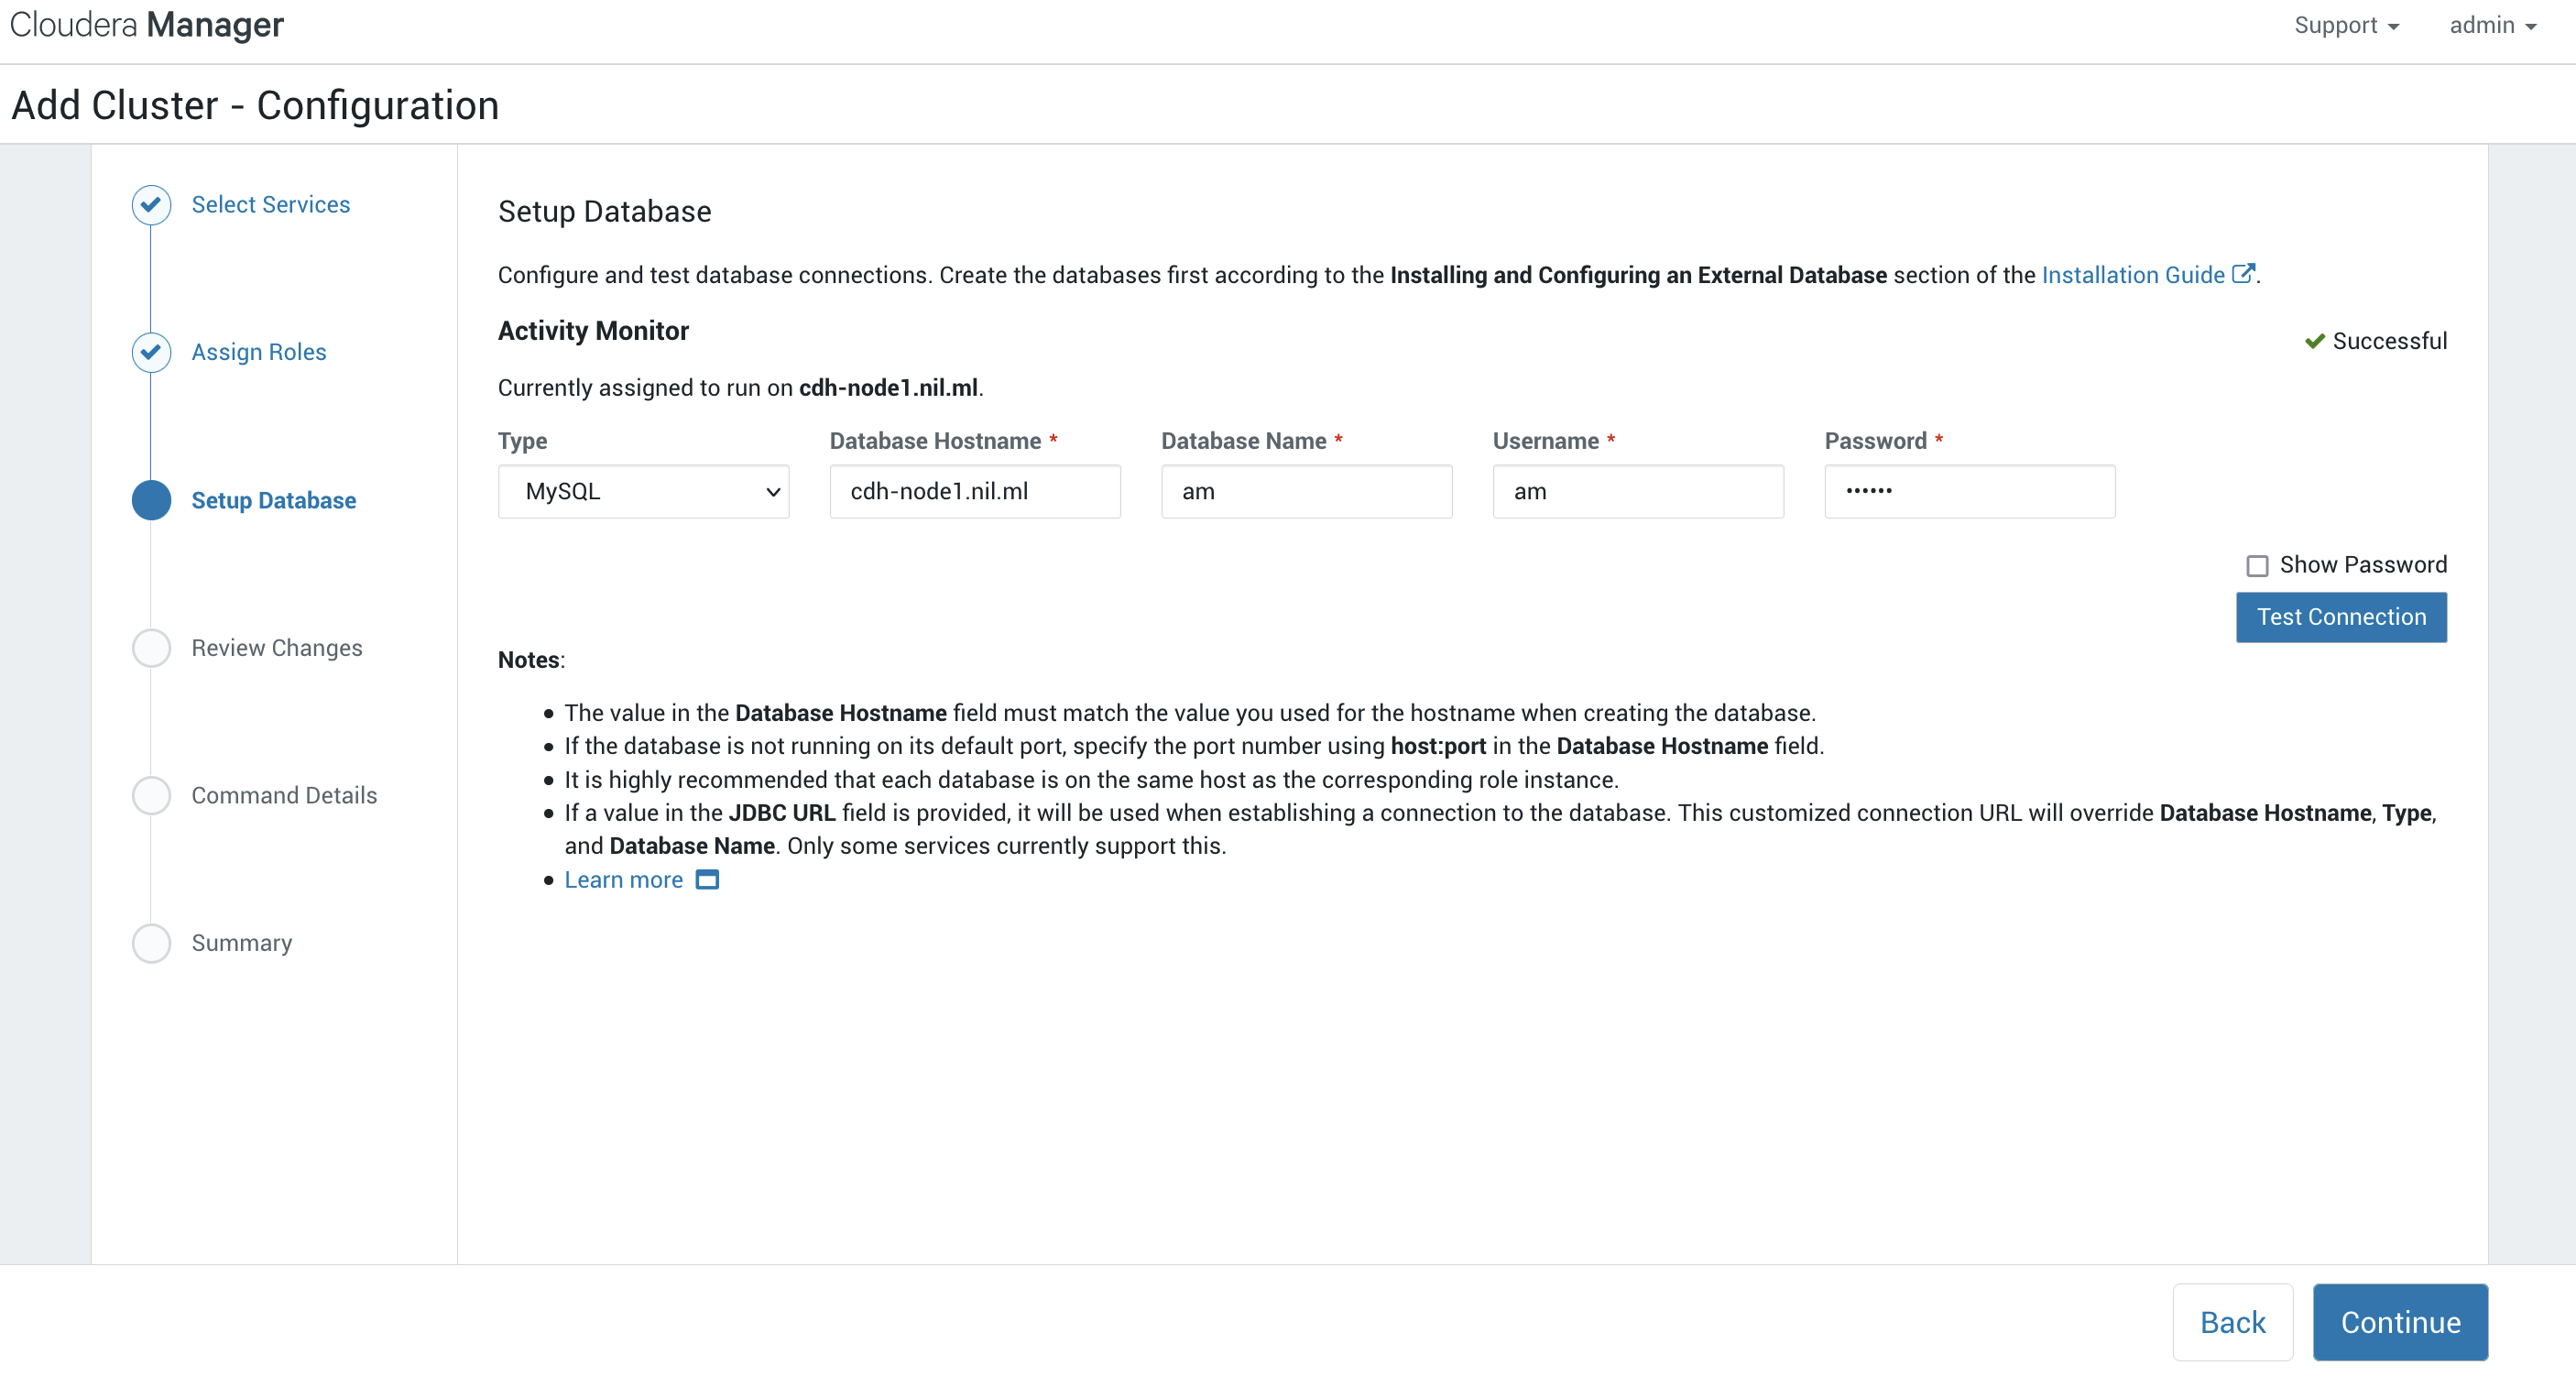 Cloudera Manager
Support
admin
Add Cluster - Configuration
Select Services
Assign Roles
Setup Database
Review Changes
Command Details
Summary
Setup Database
Configure and test database connections. Create the databases first according to the Installing and Configuring an External Database section of the Installation Guide.
Activity Monitor
Successful
Currently assigned to run on cdh-node1.nil.ml.
Type
Database Hostname *
Database Name *
Username *
Password *
MySQL
cdh-node1.nil.ml
am
am
••••••
Show Password
Test Connection
Notes:
• The value in the Database Hostname field must match the value you used for the hostname when creating the database.
• If the database is not running on its default port, specify the port number using host:port in the Database Hostname field.
• It is highly recommended that each database is on the same host as the corresponding role instance.
• If a value in the JDBC URL field is provided, it will be used when establishing a connection to the database. This customized connection URL will override Database Hostname, Type,
and Database Name. Only some services currently support this.
• Learn more
Back
Continue